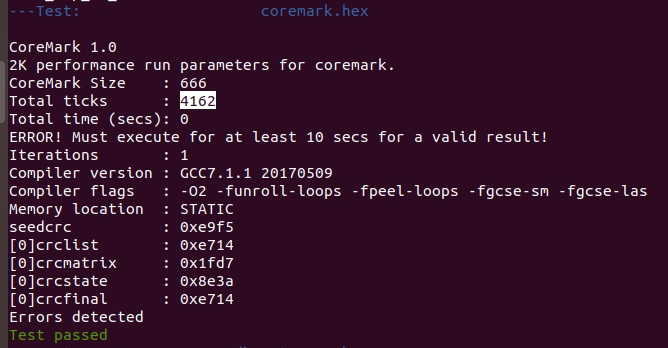 ---Test: coremark.hex
CoreMark 1.0
2K performance run parameters for coremark.
CoreMark Size : 666
Total ticks : 4162
Total time (secs): 0
ERROR! Must execute for at least 10 secs for a valid result!
Iterations : 1
Compiler version : GCC7.1.1 20170509
Compiler flags : -O2 -funroll-loops -fpeel-loops -fgcse-sm -fgcse-las
Memory location : STATIC
seedcrc : 0xe9f5
[0]crclist : 0xe714
[0]crcmatrix : 0x1fd7
[0]crcstate : 0x8e3a
[0]crcfinal : 0xe714
Errors detected
Test passed